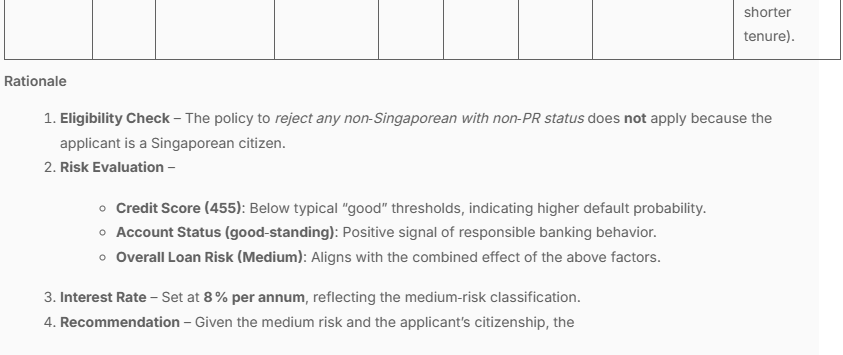 shorter
tenure).
Rationale
1. Eligibility Check – The policy to reject any non-Singaporean with non-PR status does not apply because the
applicant is a Singaporean citizen.
2. Risk Evaluation –
○ Credit Score (455): Below typical “good” thresholds, indicating higher default probability.
○ Account Status (good-standing): Positive signal of responsible banking behavior.
○ Overall Loan Risk (Medium): Aligns with the combined effect of the above factors.
3. Interest Rate – Set at 8 % per annum, reflecting the medium-risk classification.
4. Recommendation – Given the medium risk and the applicant’s citizenship, the